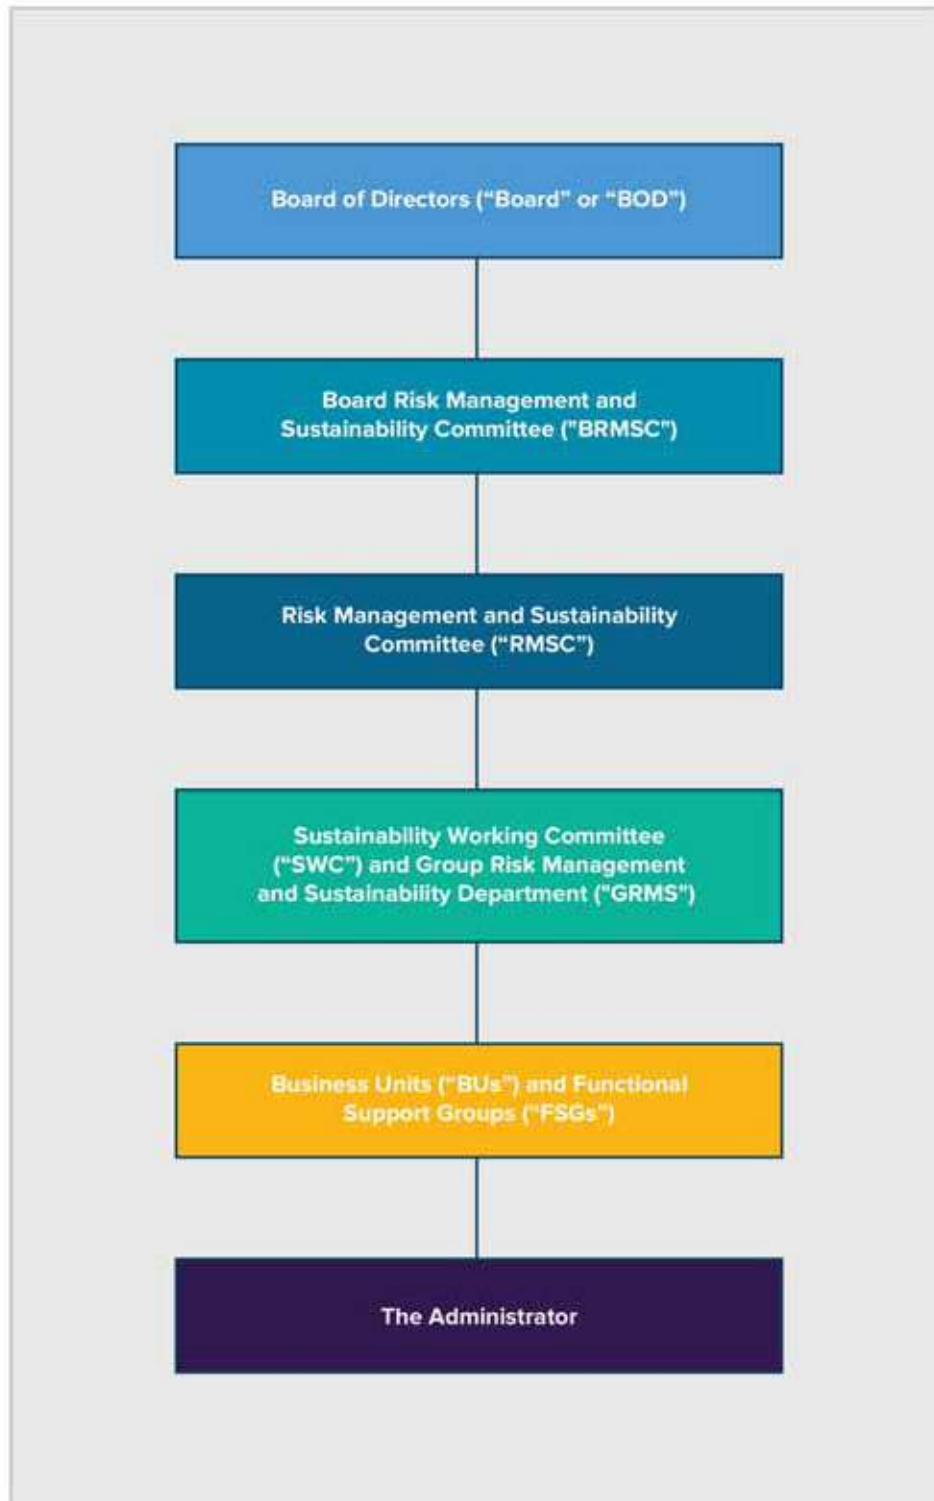 Board of Directors (“Board” or “BOD”)
Board Risk Management and
Sustainability Committee ("BRMSC")
Risk Management and Sustainability
Committee (“RMSC”)
Sustainability Working Committee
(“SWC”) and Group Risk Management
and Sustainability Department ("GRMS")
Business Units (“BUs”) and Functional
Support Groups (“FSGs”)
The Administrator